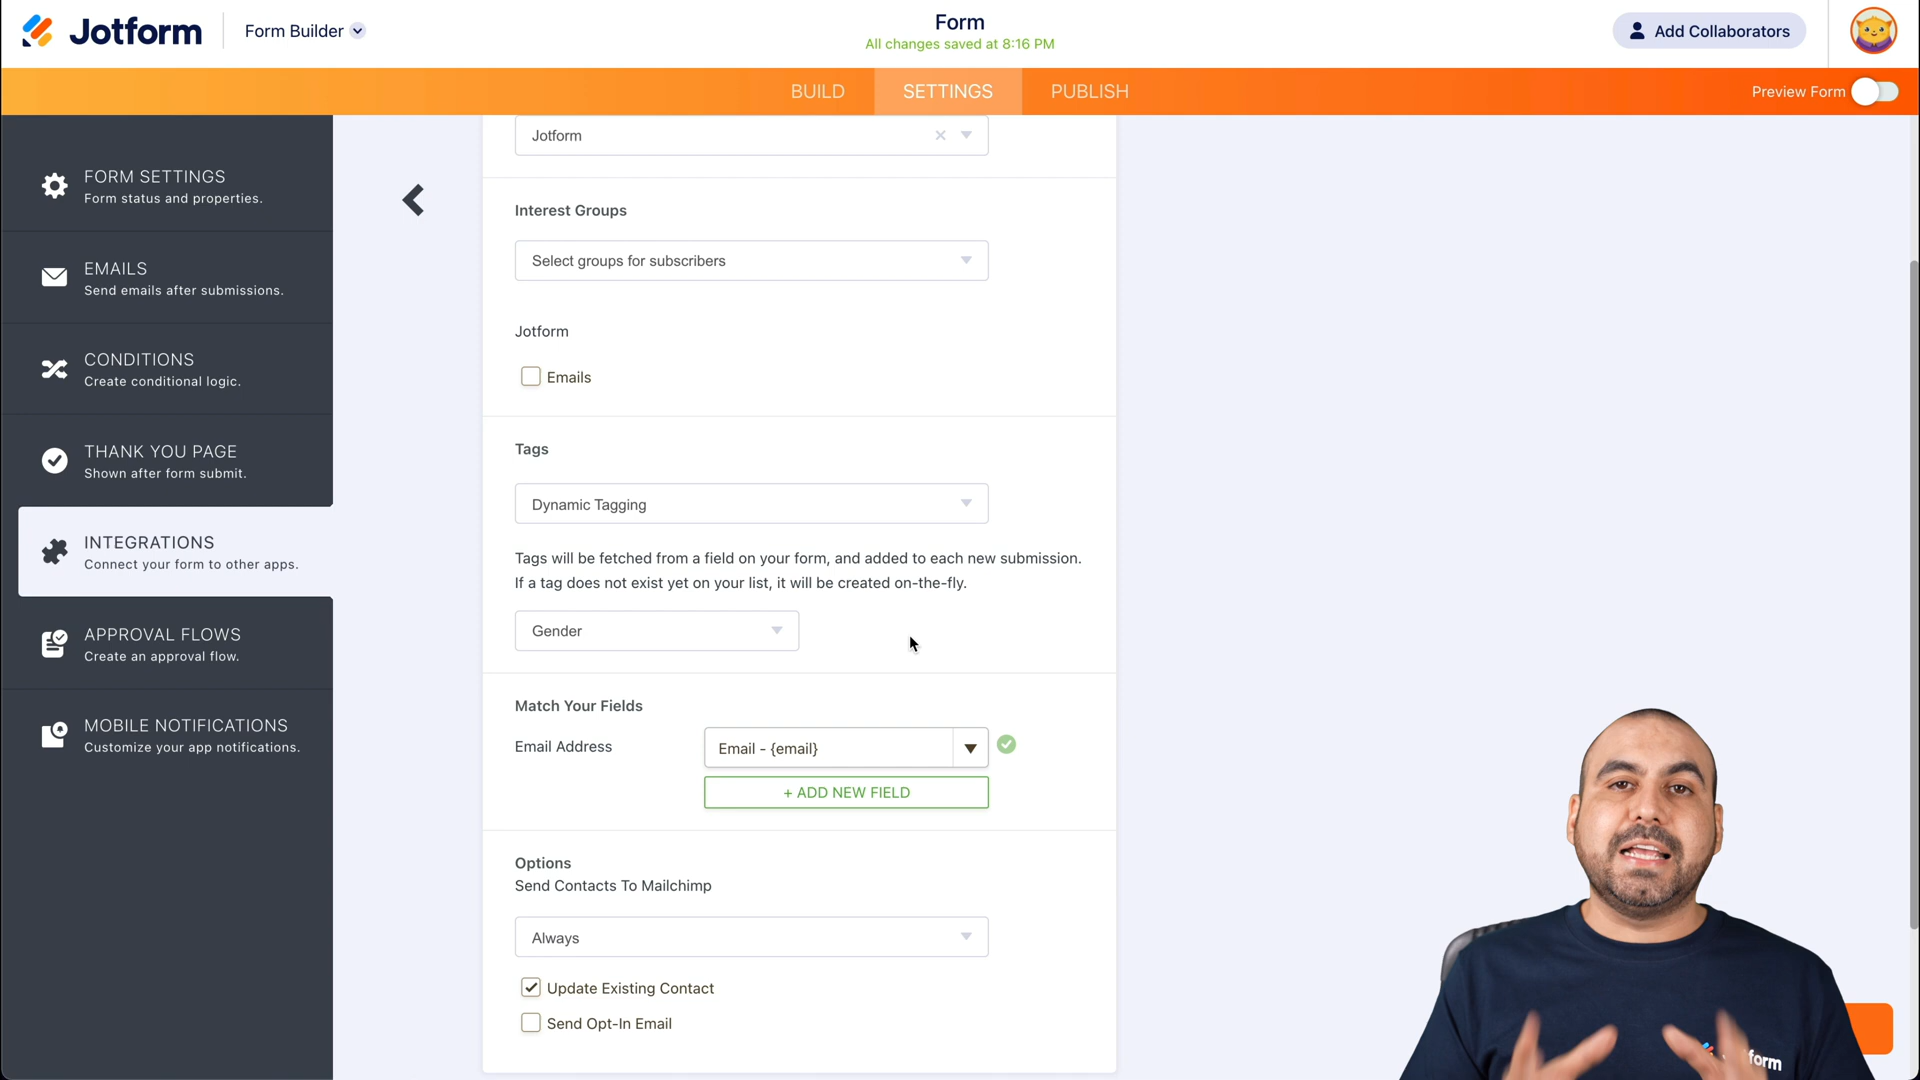 Jotform
Form Builder
Form
All changes saved at 8:16 PM
Add Collaborators
BUILD
SETTINGS
PUBLISH
Preview Form
FORM SETTINGS
Form status and properties.
EMAILS
Send emails after submissions.
CONDITIONS
Create conditional logic.
THANK YOU PAGE
Shown after form submit.
INTEGRATIONS
Connect your form to other apps.
APPROVAL FLOWS
Create an approval flow.
MOBILE NOTIFICATIONS
Customize your app notifications.
Jotform
Interest Groups
Select groups for subscribers
Jotform
Emails
Tags
Dynamic Tagging
Tags will be fetched from a field on your form, and added to each new submission.
If a tag does not exist yet on your list, it will be created on-the-fly.
Gender
Match Your Fields
Email Address
Email - {email}
+ ADD NEW FIELD
Options
Send Contacts To Mailchimp
Always
Update Existing Contact
Send Opt-In Email